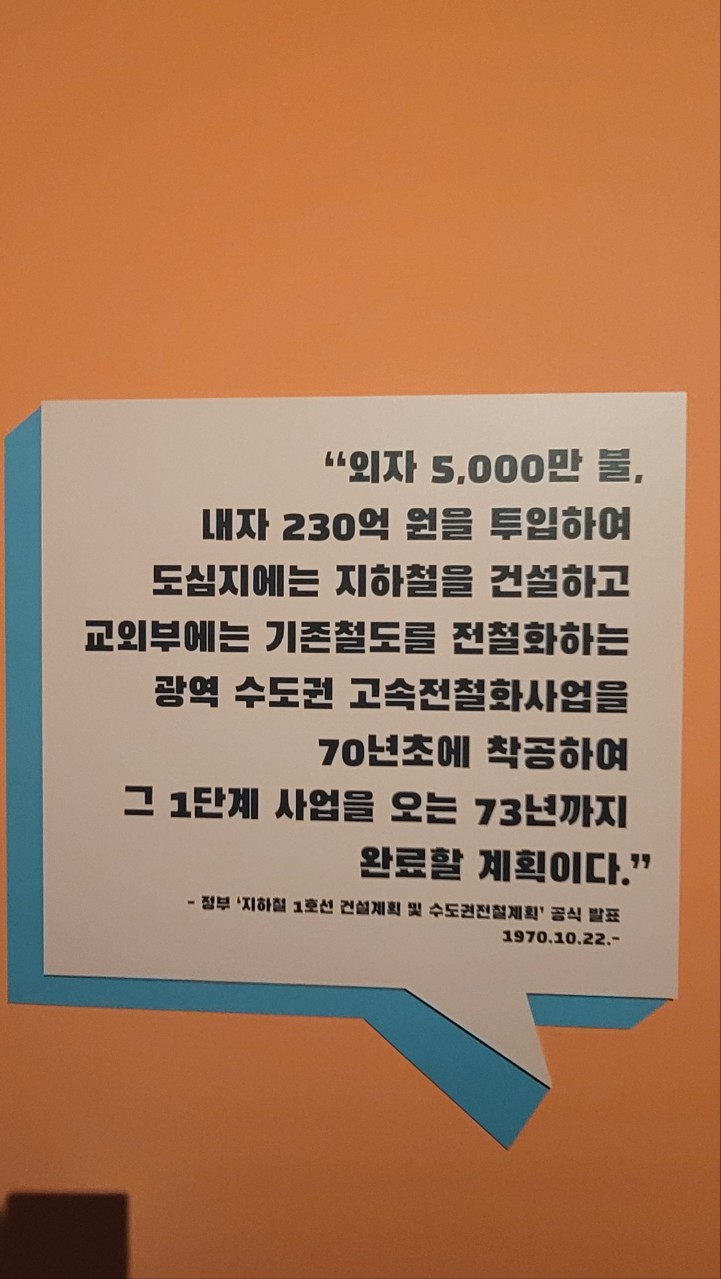 “외자 5,000만 불,
내자 230억 원을 투입하여
도심지에는 지하철을 건설하고
교외부에는 기존철도를 전철화하는
광역 수도권 고속전철화사업을
70년초에 착공하여
그 1단계 사업을 오는 73년까지
완료할 계획이다.”
- 정부 ‘지하철 1호선 건설계획 및 수도권전철계획’ 공식 발표
1970.10.22.-